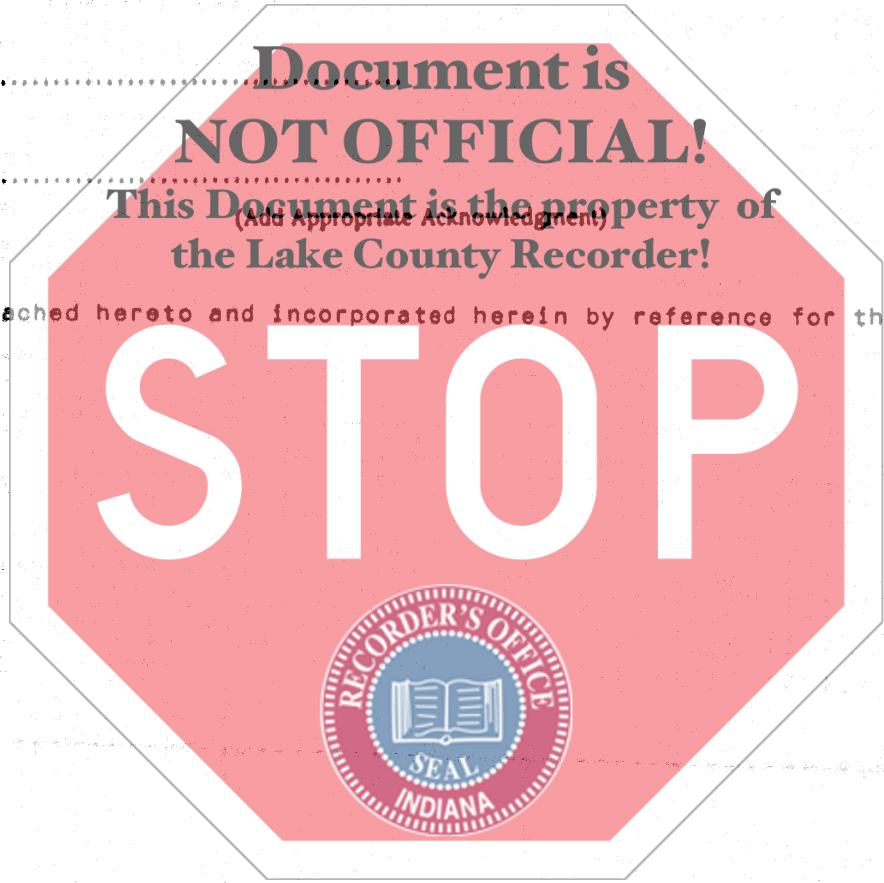 Document is
NOT OFFICIAL!
This Document is the property of
(Add Appropriate Acknowledgment)
the Lake County Recorder!
ached hereto and incorporated herein by reference for th
STOP
RECORDER'S OFFICE
SEAL
INDIANA